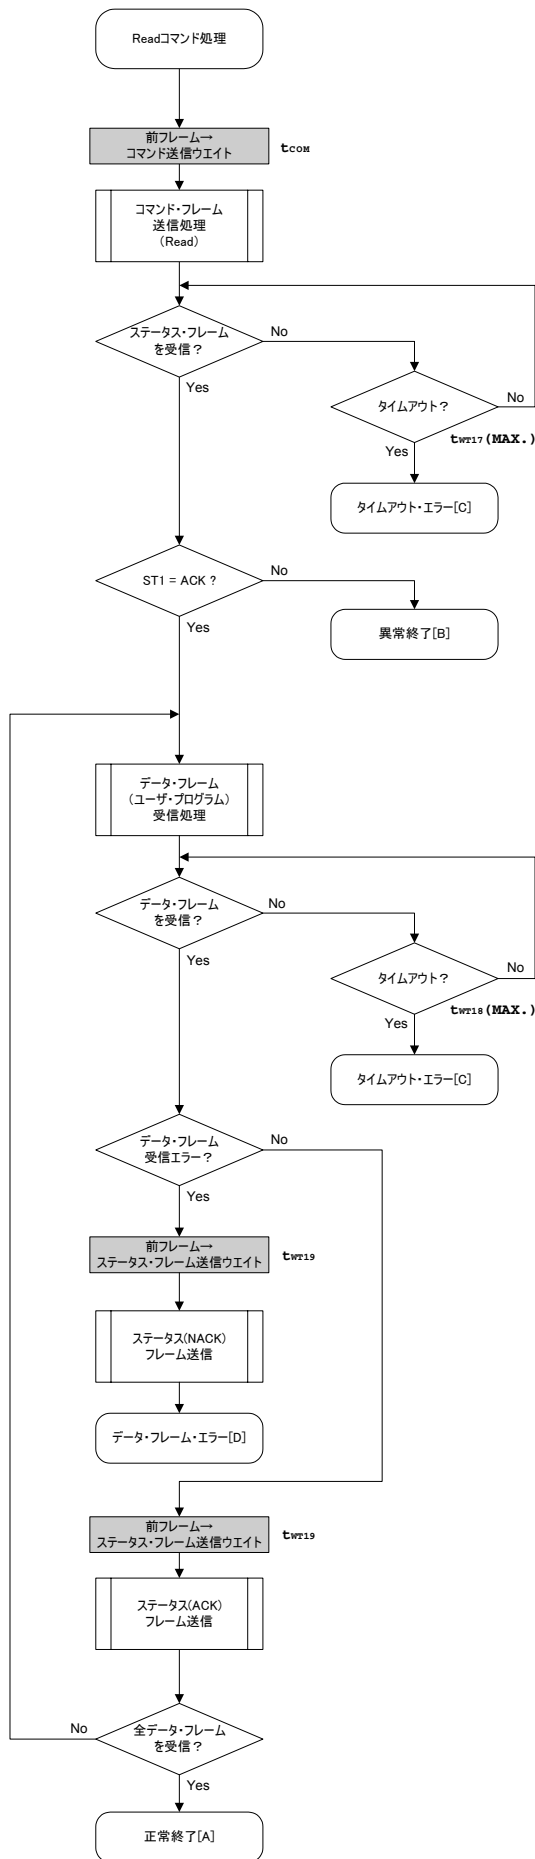 Readコマンド処理
前フレーム→
コマンド送信ウエイト
tCOM
コマンド・フレーム
送信処理
(Read)
ステータス・フレーム
を受信？
No
Yes
タイムアウト？
No
tWT17(MAX.)
Yes
タイムアウト・エラー[C]
ST1 = ACK ?
No
Yes
異常終了[B]
データ・フレーム
(ユーザ・プログラム)
受信処理
データ・フレーム
を受信？
No
Yes
タイムアウト？
No
tWT18(MAX.)
Yes
タイムアウト・エラー[C]
データ・フレーム
受信エラー？
No
Yes
前フレーム→
ステータス・フレーム送信ウエイト
tWT19
ステータス(NACK)
フレーム送信
データ・フレーム・エラー[D]
前フレーム→
ステータス・フレーム送信ウエイト
tWT19
ステータス(ACK)
フレーム送信
全データ・フレーム
を受信？
No
Yes
正常終了[A]